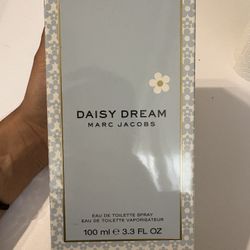 DAISY DREAM
MARC JACOBS
EAU DE TOILETTE SPRAY
EAU DE TOILETTE VAPORISATEUR
100 ml ℮ 3.3 FL OZ